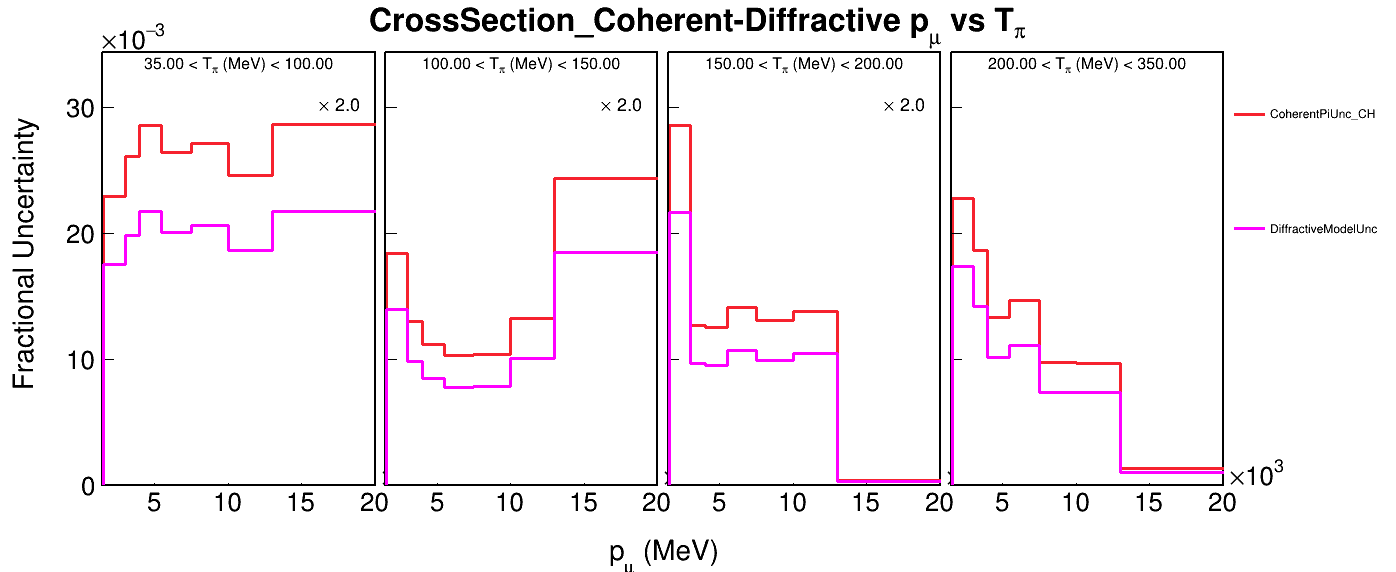 CrossSection_Coherent-Diffractive pμ vs Tπ
×10−3
35.00 < Tπ (MeV) < 100.00
100.00 < Tπ (MeV) < 150.00
150.00 < Tπ (MeV) < 200.00
200.00 < Tπ (MeV) < 350.00
× 2.0
× 2.0
× 2.0
30
20
10
0
Fractional Uncertainty
CoherentPiUnc_CH
DiffractiveModelUnc
5 10 15 20
5 10 15 20
5 10 15 20
5 10 15 20
×103
pμ (MeV)